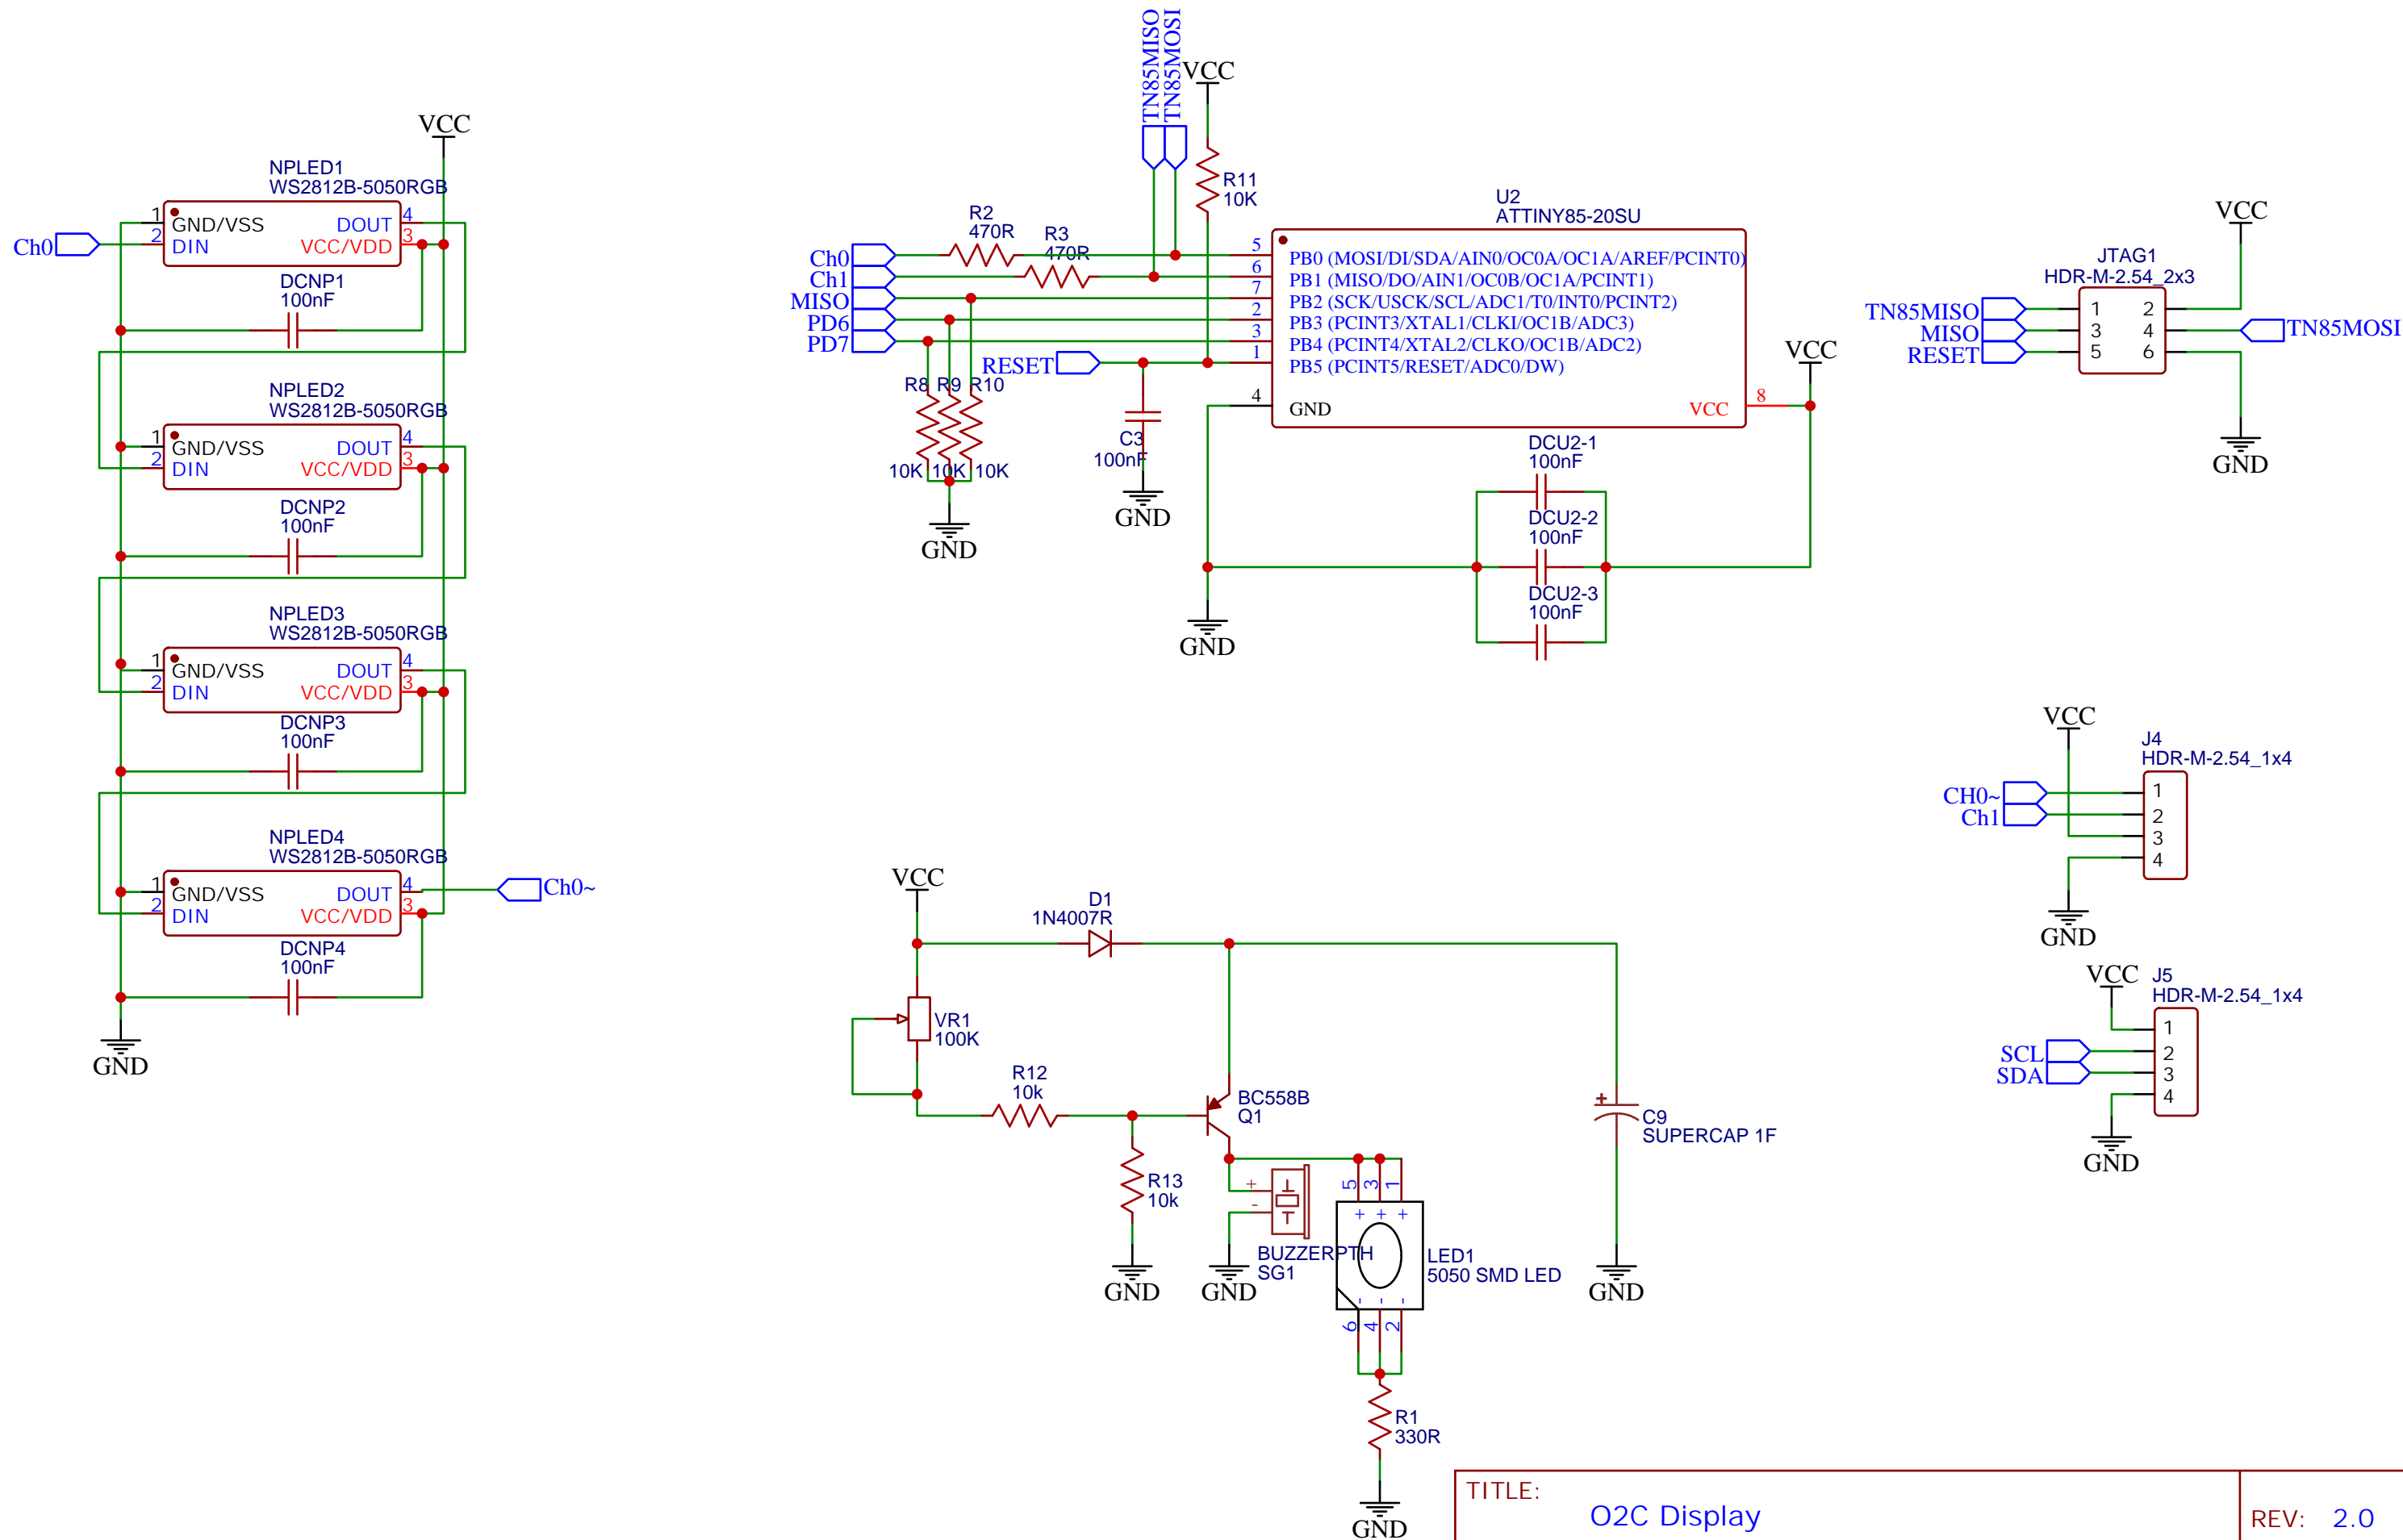 VCC
NPLED1
WS2812B-5050RGB
1
GND/VSS
DOUT
4
Ch0
2
DIN
VCC/VDD
3
DCNP1
100nF
NPLED2
WS2812B-5050RGB
1
GND/VSS
DOUT
4
2
DIN
VCC/VDD
3
DCNP2
100nF
NPLED3
WS2812B-5050RGB
1
GND/VSS
DOUT
4
2
DIN
VCC/VDD
3
DCNP3
100nF
NPLED4
WS2812B-5050RGB
1
GND/VSS
DOUT
4
Ch0~
2
DIN
VCC/VDD
3
DCNP4
100nF
GND
TN85MISO
TN85MOSI
VCC
R11
10K
R2
470R
R3
470R
U2
ATTINY85-20SU
Ch0
5
PB0 (MOSI/DI/SDA/AIN0/OC0A/OC1A/AREF/PCINT0)
Ch1
6
PB1 (MISO/DO/AIN1/OC0B/OC1A/PCINT1)
MISO
7
PB2 (SCK/USCK/SCL/ADC1/T0/INT0/PCINT2)
PD6
2
PB3 (PCINT3/XTAL1/CLKI/OC1B/ADC3)
PD7
3
PB4 (PCINT4/XTAL2/CLKO/OC1B/ADC2)
RESET
1
PB5 (PCINT5/RESET/ADC0/DW)
4
GND
VCC
8
VCC
R8 R9 R10
10K 10K 10K
GND
C3
100nF
GND
DCU2-1
100nF
DCU2-2
100nF
DCU2-3
100nF
GND
VCC
JTAG1
HDR-M-2.54_2x3
TN85MISO
1
2
MISO
3
4
TN85MOSI
RESET
5
6
GND
VCC
J4
HDR-M-2.54_1x4
CH0~
1
Ch1
2
3
4
GND
VCC
J5
HDR-M-2.54_1x4
1
SCL
2
SDA
3
4
GND
VCC
D1
1N4007R
VR1
100K
R12
10k
BC558B
Q1
R13
10k
GND
+
-
BUZZERPTH
SG1
GND
5 3 1
+ + +
LED1
5050 SMD LED
- - -
6 4 2
R1
330R
GND
+
C9
SUPERCAP 1F
GND
TITLE:
O2C Display
REV: 2.0